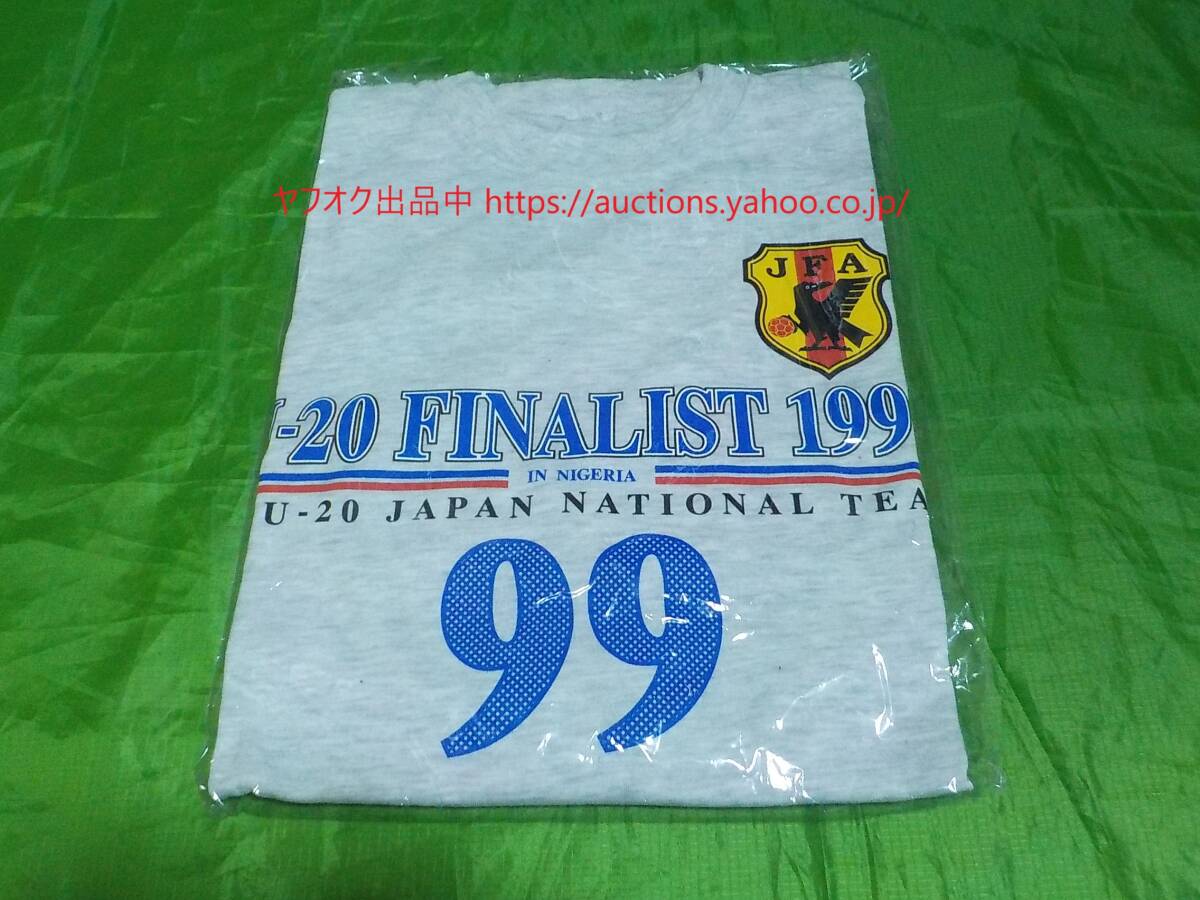 ヤフオク出品中 https://auctions.yahoo.co.jp/
JFA
-20 FINALIST 199
IN NIGERIA
U-20 JAPAN NATIONAL TEA
99